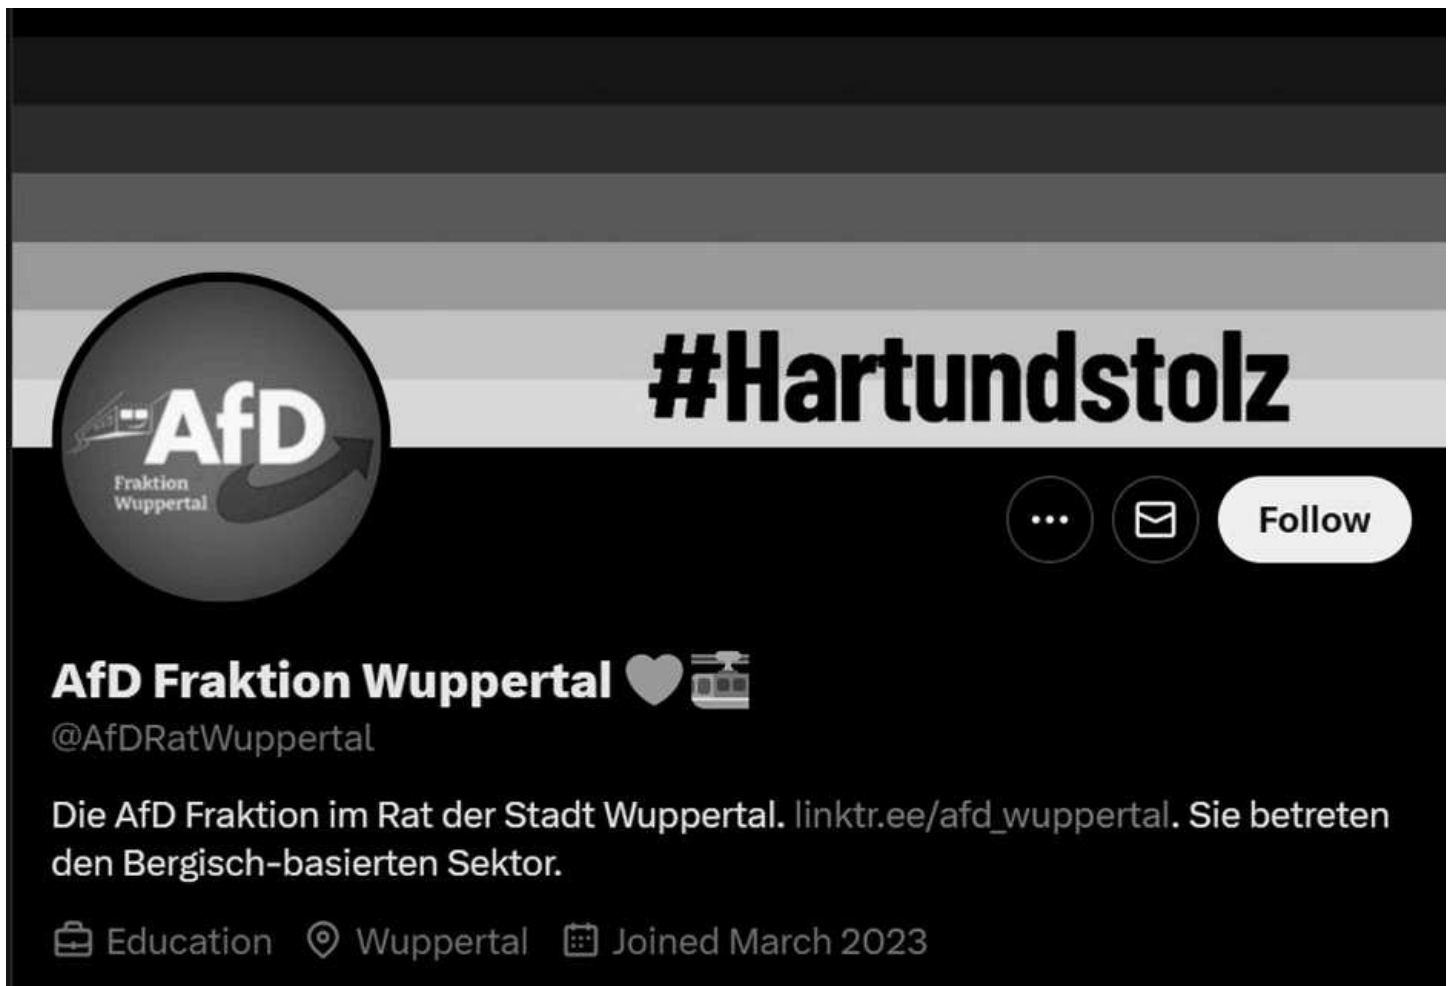 #Hartundstolz
AfD
Fraktion
Wuppertal
Follow
AfD Fraktion Wuppertal
@AfDRatWuppertal
Die AfD Fraktion im Rat der Stadt Wuppertal. linktr.ee/afd_wuppertal. Sie betreten
den Bergisch-basierten Sektor.
Education Wuppertal Joined March 2023